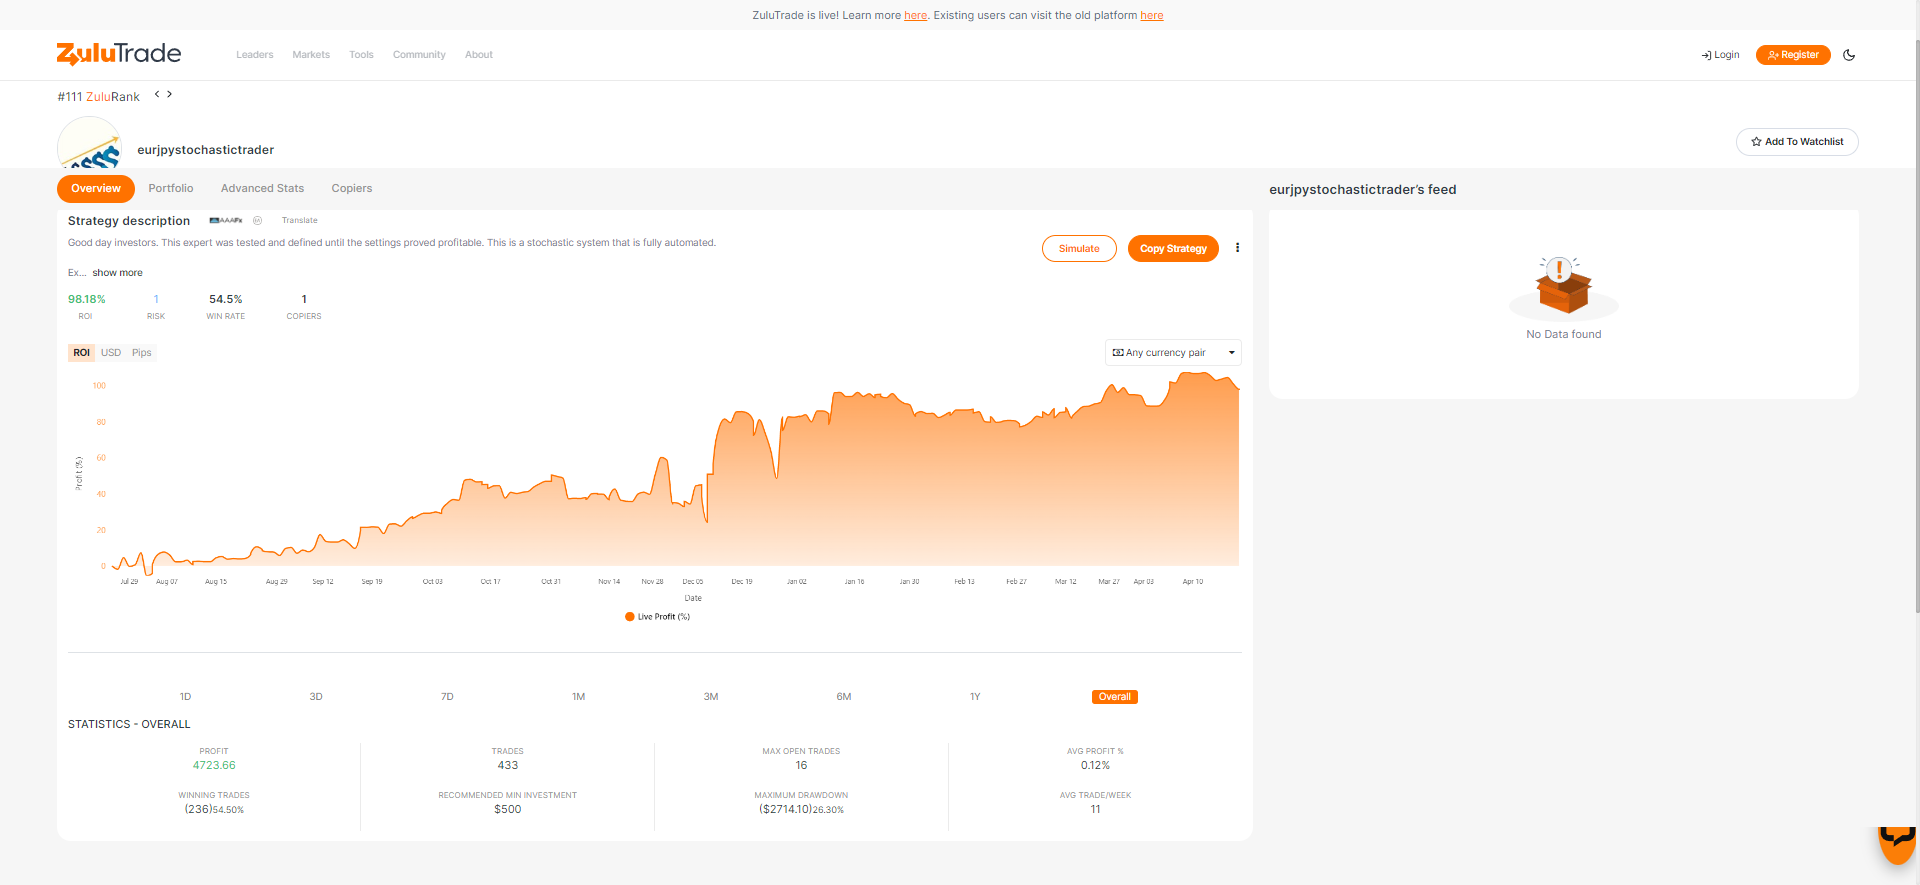 ZuluTrade is live! Learn more here. Existing users can visit the old platform here
ZuluTrade
Leaders Markets Tools Community About
Login Register
#111 ZuluRank < >
eurjpystochastictrader
Add To Watchlist
Overview Portfolio Advanced Stats Copiers
eurjpystochastictrader's feed
Strategy description AAAFx Translate
Good day investors. This expert was tested and defined until the settings proved profitable. This is a stochastic system that is fully automated.
Simulate Copy Strategy
Ex... show more
98.18% 1 54.5% 1
ROI RISK WIN RATE COPIERS
No Data found
ROI USD Pips
Any currency pair
100
80
60
40
20
0
Profit (%)
Jul 29 Aug 07 Aug 15 Aug 29 Sep 12 Sep 19 Oct 03 Oct 17 Oct 31 Nov 14 Nov 28 Dec 05 Dec 19 Jan 02 Jan 16 Jan 30 Feb 13 Feb 27 Mar 12 Mar 27 Apr 03 Apr 10
Date
Live Profit (%)
1D 3D 7D 1M 3M 6M 1Y Overall
STATISTICS - OVERALL
PROFIT TRADES MAX OPEN TRADES AVG PROFIT %
4723.66 433 16 0.12%
WINNING TRADES RECOMMENDED MIN INVESTMENT MAXIMUM DRAWDOWN AVG TRADE/WEEK
(236)54.50% $500 ($2714.10)26.30% 11